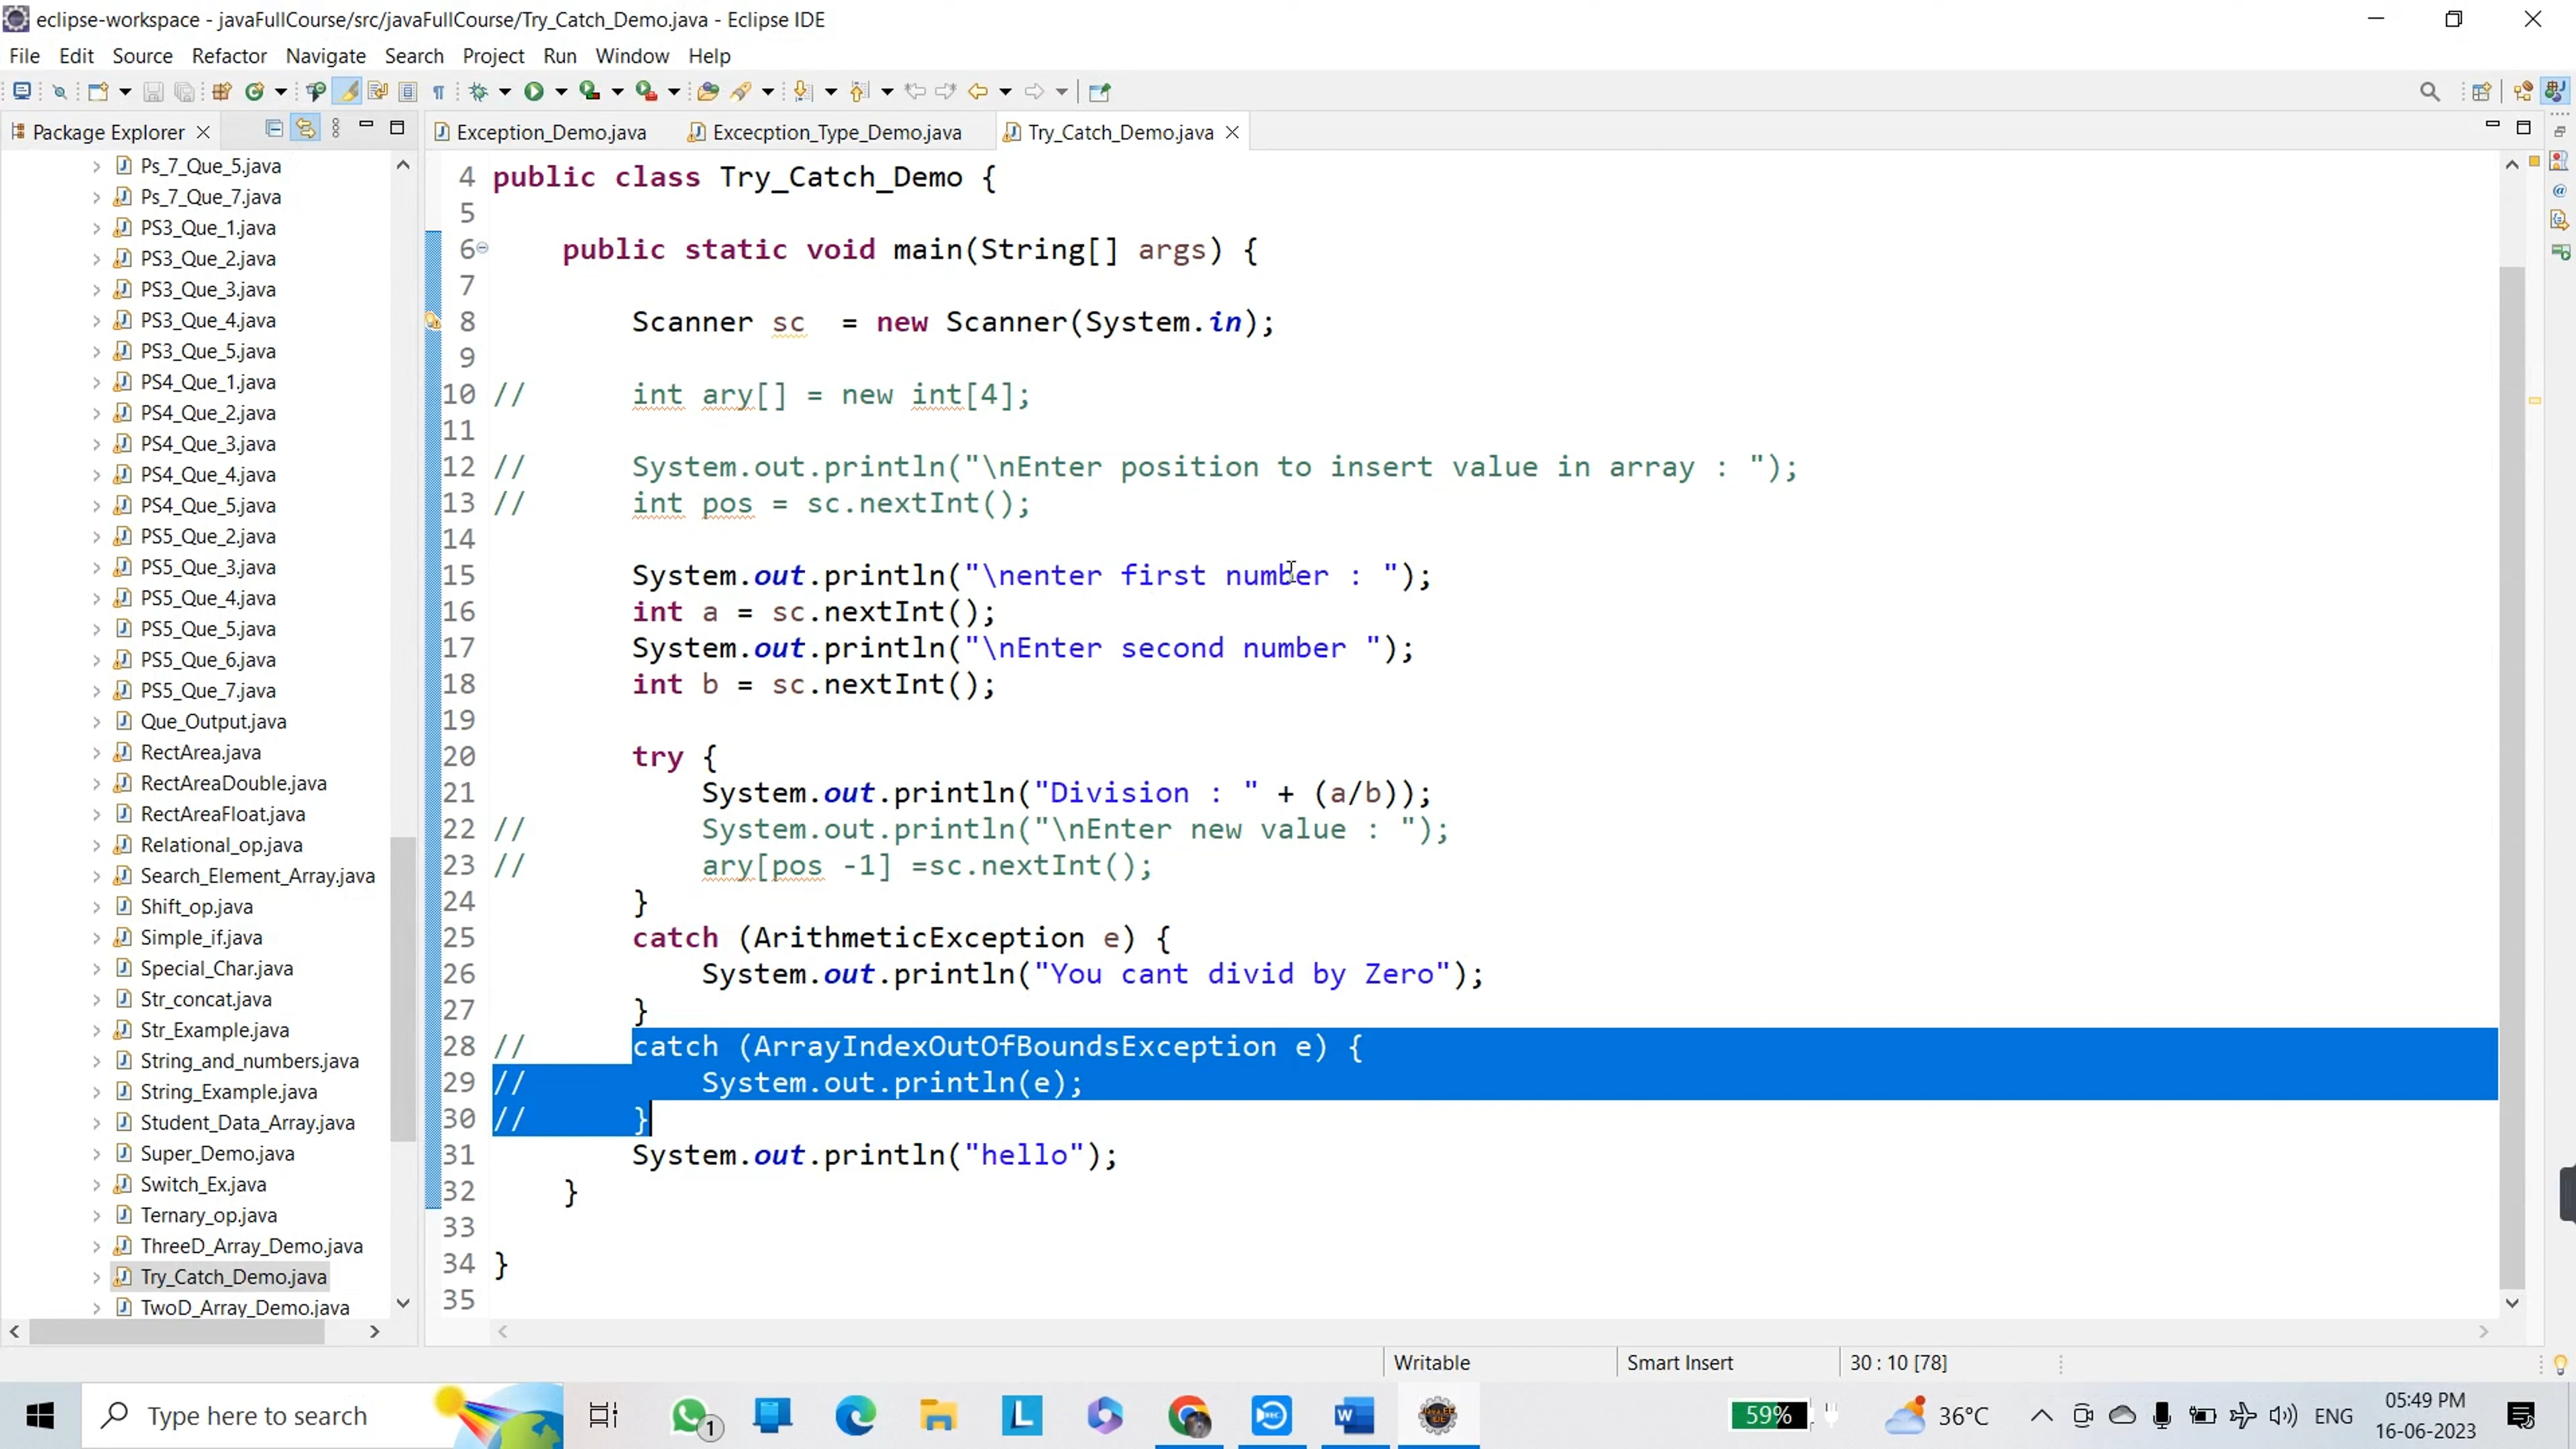 eclipse-workspace - javaFullCourse/src/javaFullCourse/Try_Catch_Demo.java - Eclipse IDE
File Edit Source Refactor Navigate Search Project Run Window Help
Package Explorer
Exception_Demo.java Excecption_Type_Demo.java Try_Catch_Demo.java
Ps_7_Que_5.java
Ps_7_Que_7.java
PS3_Que_1.java
PS3_Que_2.java
PS3_Que_3.java
PS3_Que_4.java
PS3_Que_5.java
PS4_Que_1.java
PS4_Que_2.java
PS4_Que_3.java
PS4_Que_4.java
PS4_Que_5.java
PS5_Que_2.java
PS5_Que_3.java
PS5_Que_4.java
PS5_Que_5.java
PS5_Que_6.java
PS5_Que_7.java
Que_Output.java
RectArea.java
RectAreaDouble.java
RectAreaFloat.java
Relational_op.java
Search_Element_Array.java
Shift_op.java
Simple_if.java
Special_Char.java
Str_concat.java
Str_Example.java
String_and_numbers.java
String_Example.java
Student_Data_Array.java
Super_Demo.java
Switch_Ex.java
Ternary_op.java
ThreeD_Array_Demo.java
Try_Catch_Demo.java
TwoD_Array_Demo.java
4 public class Try_Catch_Demo {
5
6 public static void main(String[] args) {
7
8 Scanner sc = new Scanner(System.in);
9
10 // int ary[] = new int[4];
11
12 // System.out.println("\nEnter position to insert value in array : ");
13 // int pos = sc.nextInt();
14
15 System.out.println("\nenter first number : ");
16 int a = sc.nextInt();
17 System.out.println("\nEnter second number ");
18 int b = sc.nextInt();
19
20 try {
21 System.out.println("Division : " + (a/b));
22 // System.out.println("\nEnter new value : ");
23 // ary[pos -1] =sc.nextInt();
24 }
25 catch (ArithmeticException e) {
26 System.out.println("You cant divid by Zero");
27 }
28 // catch (ArrayIndexOutOfBoundsException e) {
29 // System.out.println(e);
30 // }
31 System.out.println("hello");
32 }
33
34 }
35
Writable Smart Insert 30 : 10 [78]
Type here to search
1
59%
36°C
ENG
05:49 PM
16-06-2023